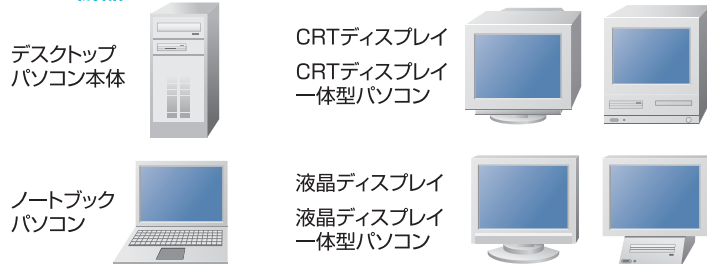 デスクトップ
パソコン本体
CRTディスプレイ
CRTディスプレイ
一体型パソコン
ノートブック
パソコン
液晶ディスプレイ
液晶ディスプレイ
一体型パソコン